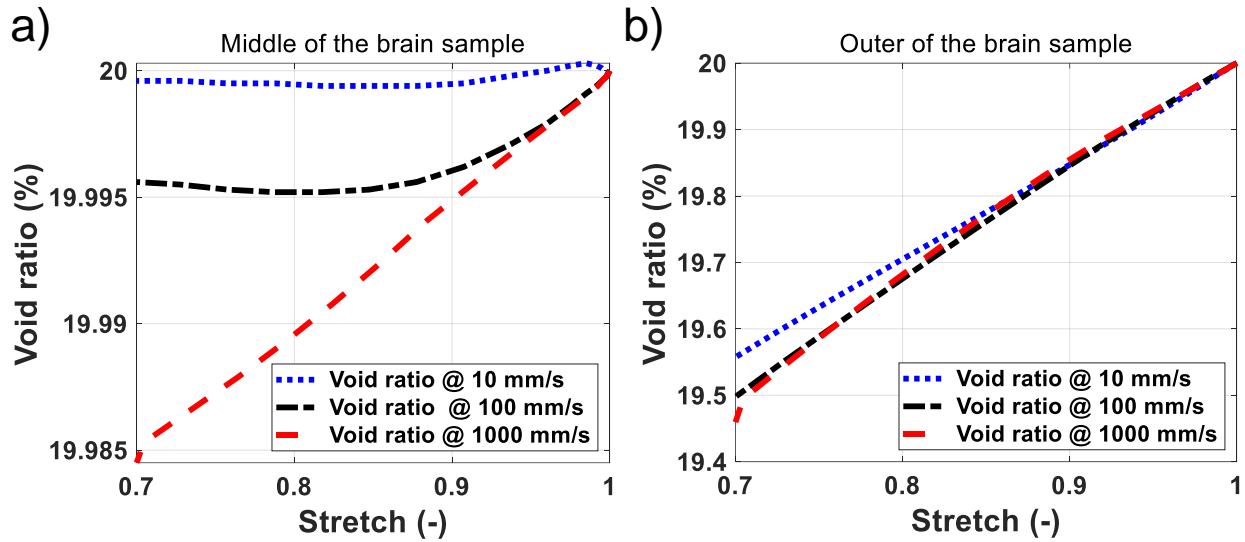 a)
Middle of the brain sample
Void ratio (%)
20
19.995
19.99
19.985
0.7
0.8
0.9
1
Stretch (-)
Void ratio @ 10 mm/s
Void ratio  @ 100 mm/s
Void ratio @ 1000 mm/s
b)
Outer of the brain sample
Void ratio (%)
20
19.9
19.8
19.7
19.6
19.5
19.4
0.7
0.8
0.9
1
Stretch (-)
Void ratio @ 10 mm/s
Void ratio @ 100 mm/s
Void ratio @ 1000 mm/s